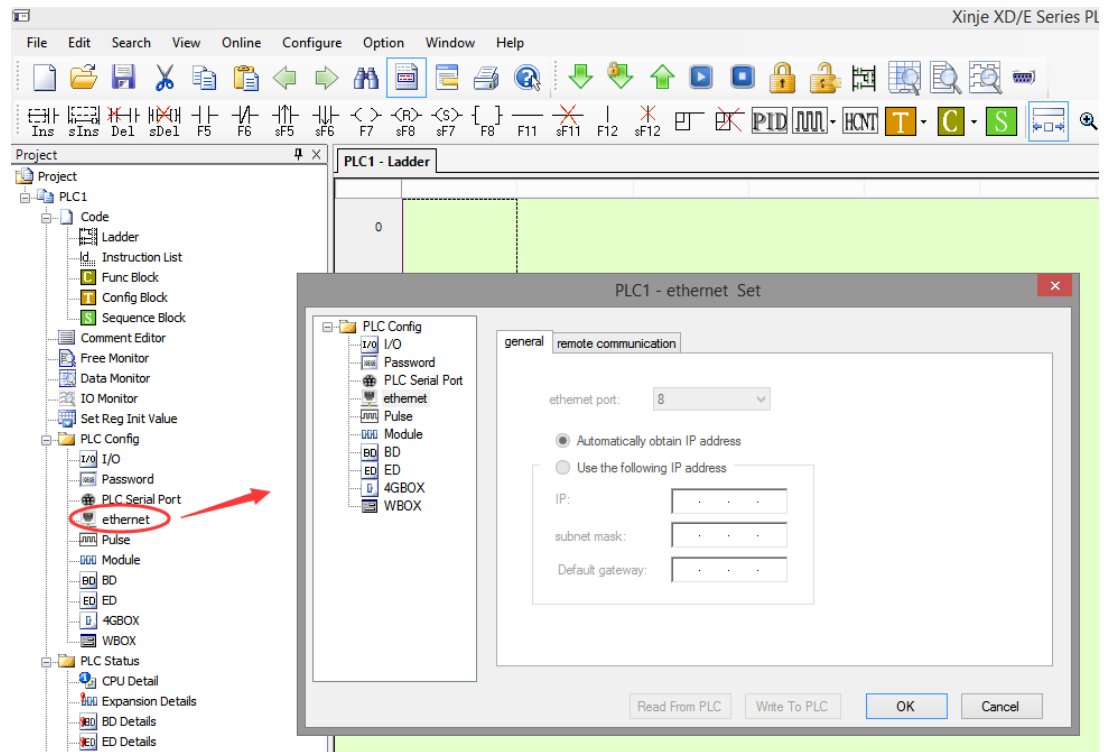 Xinje XD/E Series PL
File Edit Search View Online Configure Option Window Help
Ins sIns Del sDel F5 F6 sF5 sF6 F7 sF8 sF7 F8 F11 sF11 F12 sF12 PID HCNT T C S
Project
PLC1 - Ladder
Project
PLC1
Code
Ladder
Instruction List
Func Block
Config Block
Sequence Block
Comment Editor
Free Monitor
Data Monitor
IO Monitor
Set Reg Init Value
PLC Config
I/O
Password
PLC Serial Port
ethernet
Pulse
Module
BD
ED
4GBOX
WBOX
PLC Status
CPU Detail
Expansion Details
BD Details
ED Details
0
PLC1 - ethernet Set
PLC Config
I/O
Password
PLC Serial Port
ethernet
Pulse
Module
BD
ED
4GBOX
WBOX
general remote communication
ethernet port: 8
Automatically obtain IP address
Use the following IP address
IP:
subnet mask:
Default gateway:
Read From PLC Write To PLC OK Cancel